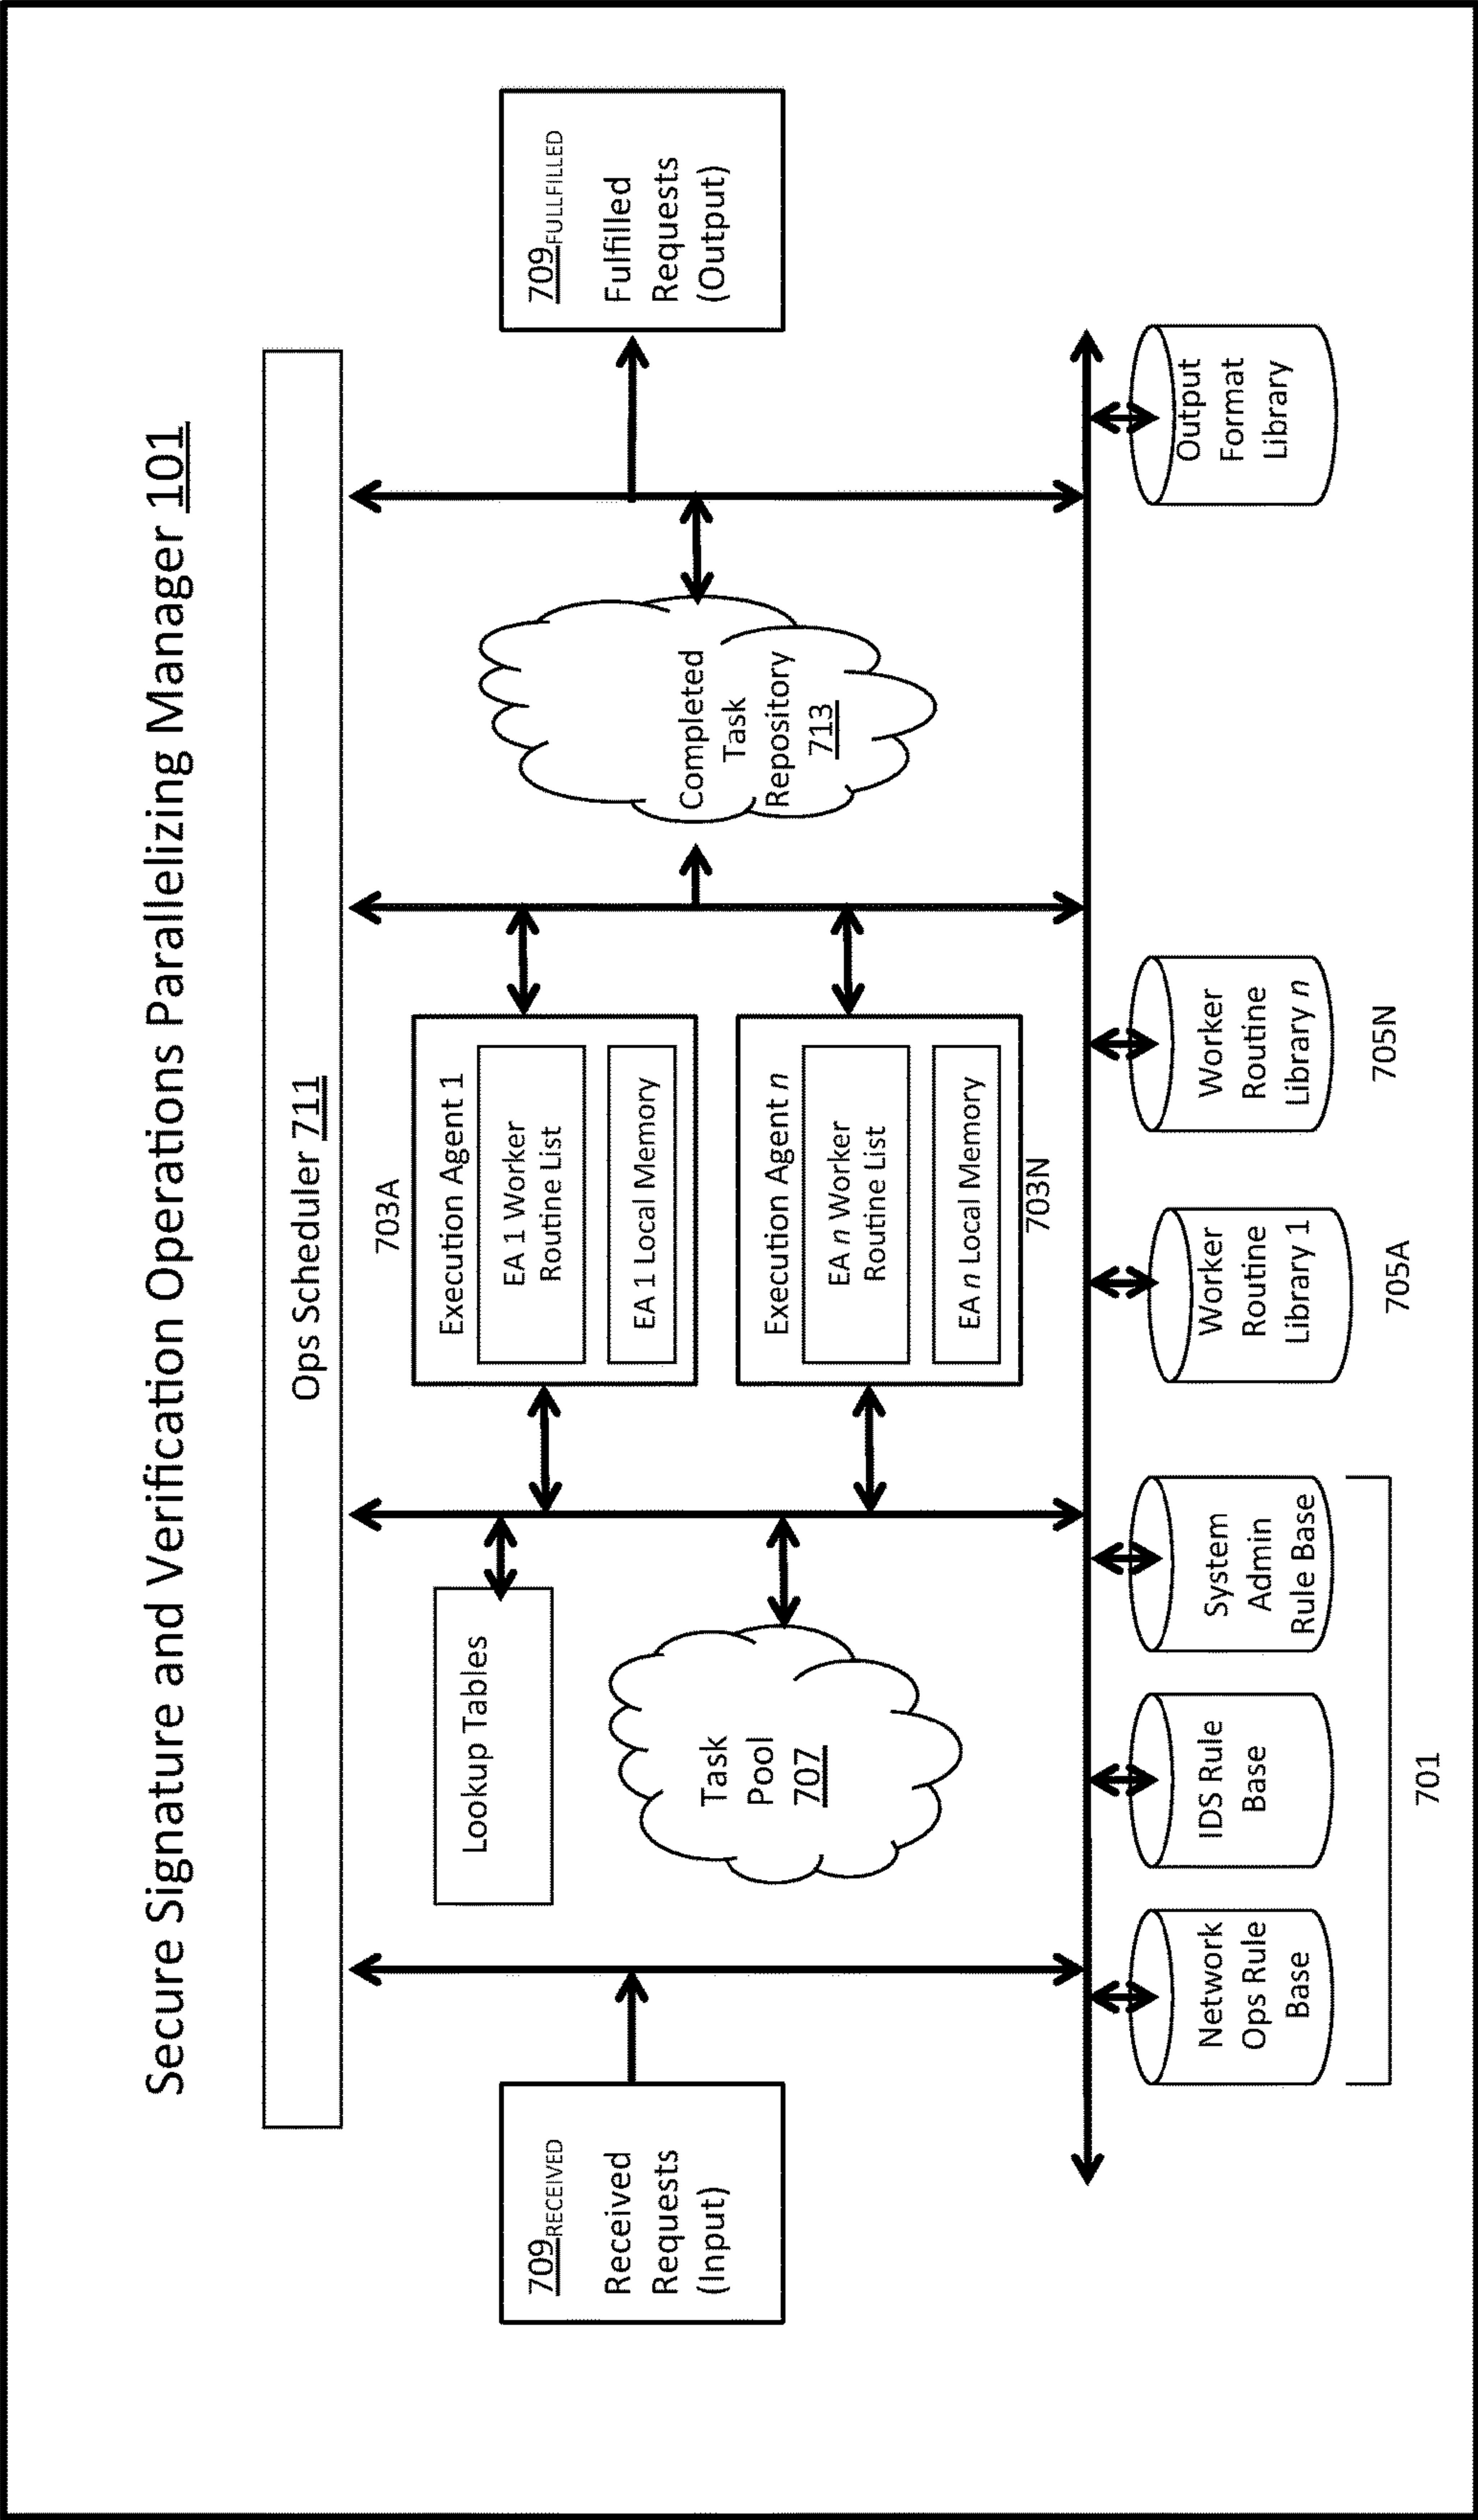 Secure Signature and Verification Operations Parallelizing Manager 101
Ops Scheduler 711
709RECEIVED
Received
Requests
(Input)
Lookup Tables
Task
Pool
707
703A
Execution Agent 1
EA 1 Worker
Routine List
EA 1 Local Memory
Execution Agent n
EA n Worker
Routine List
EA n Local Memory
703N
Completed
Task
Repository
713
709FULLFILLED
Fulfilled
Requests
(Output)
Network
Ops Rule
Base
IDS Rule
Base
System
Admin
Rule Base
701
Worker
Routine
Library 1
705A
Worker
Routine
Library n
705N
Output
Format
Library